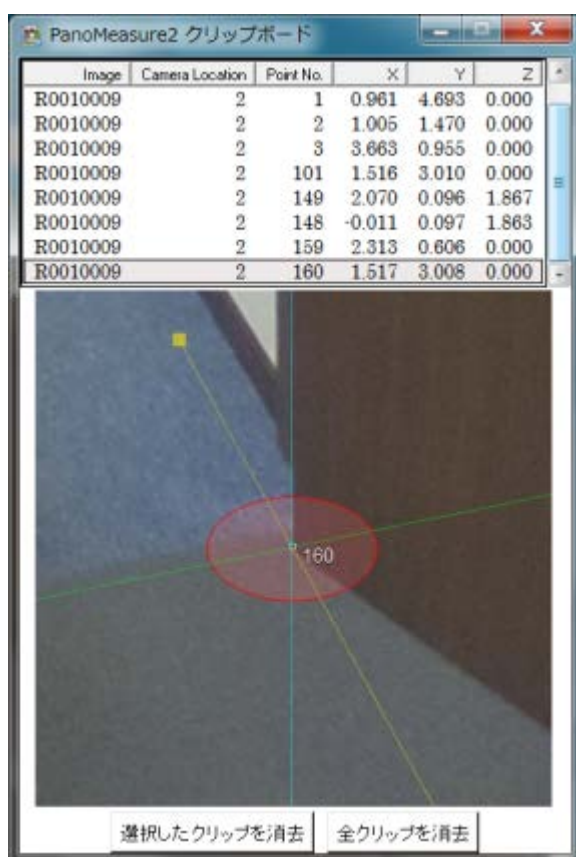 PanoMeasure2 クリップボード
Image Camera Location Point No. X Y Z
R0010009 2 1 0.961 4.693 0.000
R0010009 2 2 1.005 1.470 0.000
R0010009 2 3 3.663 0.955 0.000
R0010009 2 101 1.516 3.010 0.000
R0010009 2 149 2.070 0.096 1.867
R0010009 2 148 -0.011 0.097 1.863
R0010009 2 159 2.313 0.606 0.000
R0010009 2 160 1.517 3.008 0.000
160
選択したクリップを消去 全クリップを消去